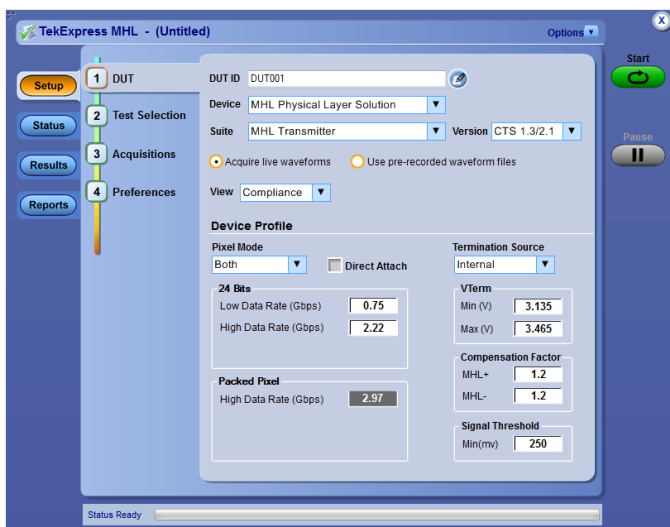 TekExpress MHL - (Untitled)
Options
x
Start
Pause
Setup
Status
Results
Reports
1 DUT
2 Test Selection
3 Acquisitions
4 Preferences
DUT ID DUT001
Device MHL Physical Layer Solution
Suite MHL Transmitter Version CTS 1.3/2.1
Acquire live waveforms Use pre-recorded waveform files
View Compliance
Device Profile
Pixel Mode
Both
Direct Attach
Termination Source
Internal
24 Bits
Low Data Rate (Gbps) 0.75
High Data Rate (Gbps) 2.22
Packed Pixel
High Data Rate (Gbps) 2.97
VTerm
Min (V) 3.135
Max (V) 3.465
Compensation Factor
MHL+ 1.2
MHL- 1.2
Signal Threshold
Min(mv) 250
Status Ready